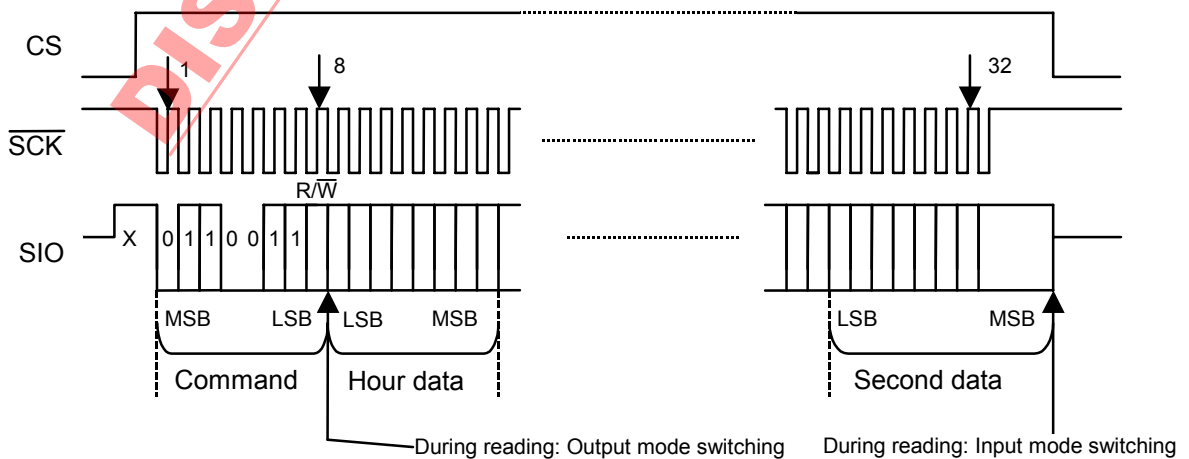 DIS
CS
1
8
32
SCK
R/W
SIO
X 0 1 1 0 0 1 1
MSB LSB LSB MSB LSB MSB
Command Hour data Second data
During reading: Output mode switching During reading: Input mode switching